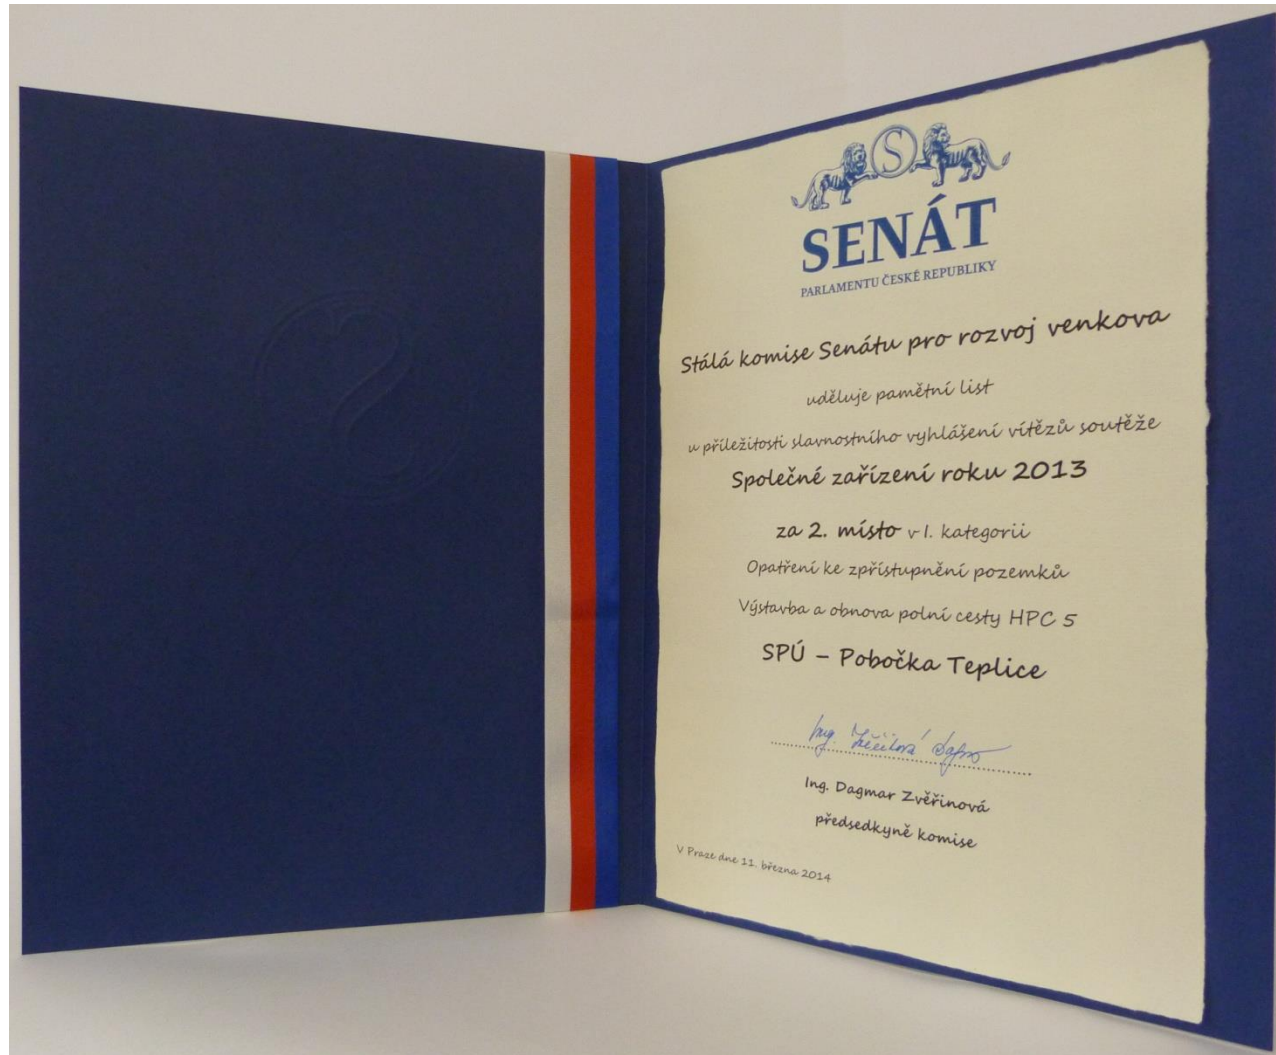 S
SENÁT
PARLAMENTU ČESKÉ REPUBLIKY
Stálá komise Senátu pro rozvoj venkova
uděluje pamětní list
u příležitosti slavnostního vyhlášení vítězů soutěže
Společné zařízení roku 2013
za 2. místo v I. kategorii
Opatření ke zpřístupnění pozemků
Výstavba a obnova polní cesty HPC 5
SPÚ – Pobočka Teplice
Ing.
Ing. Dagmar Zvěřinová
předsedkyně komise
V Praze dne 11. března 2014